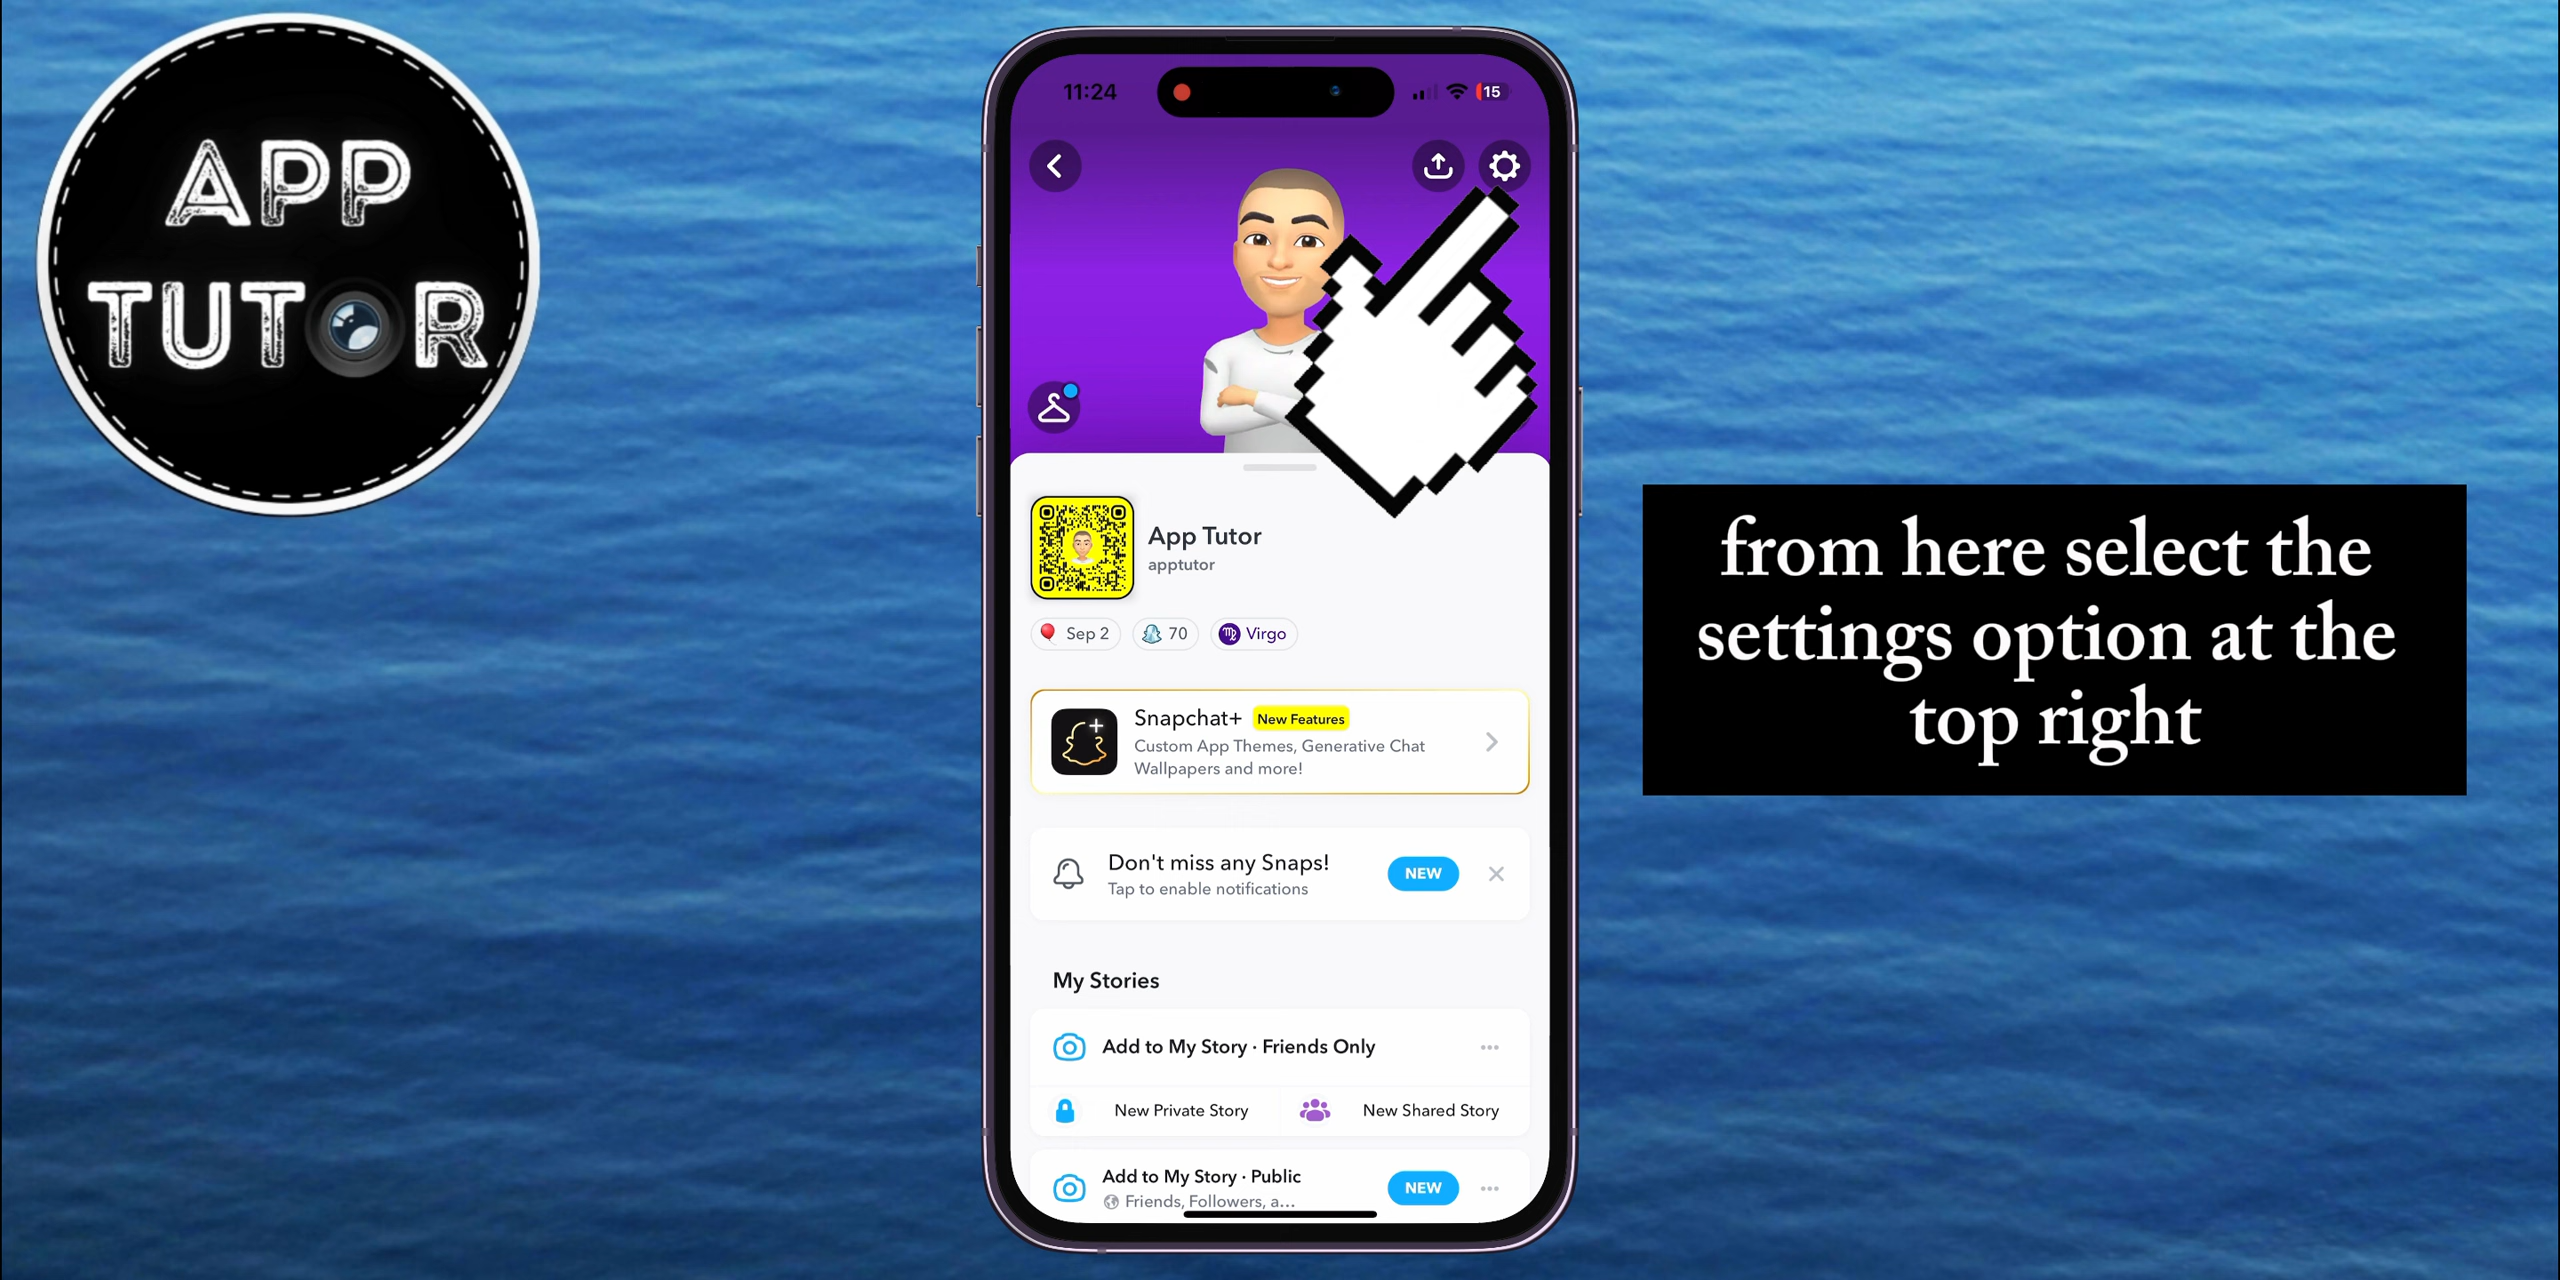 APP
TUTOR
11:24
15
App Tutor
apptutor
Sep 2
70
Virgo
Snapchat+ New Features
Custom App Themes, Generative Chat
Wallpapers and more!
Don't miss any Snaps!
Tap to enable notifications
NEW
My Stories
Add to My Story · Friends Only
New Private Story
New Shared Story
Add to My Story · Public
Friends, Followers, a...
NEW
from here select the
settings option at the
top right